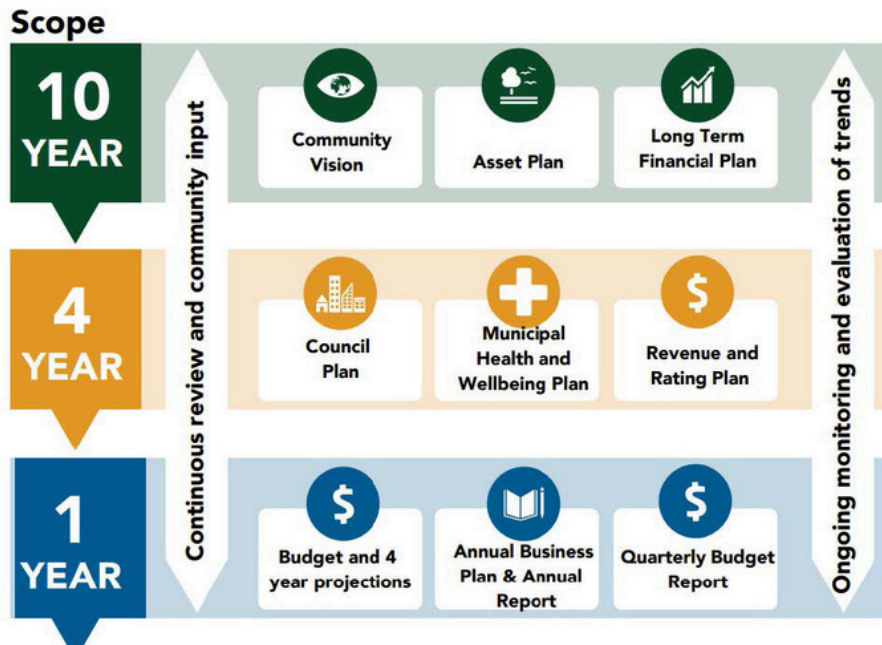 Scope
10
YEAR
Continuous review and community input
Community
Vision
Asset Plan
Long Term
Financial Plan
Ongoing monitoring and evaluation of trends
4
YEAR
Council
Plan
Municipal
Health and
Wellbeing Plan
$
Revenue and
Rating Plan
1
YEAR
$
Budget and 4
year projections
Annual Business
Plan & Annual
Report
$
Quarterly Budget
Report